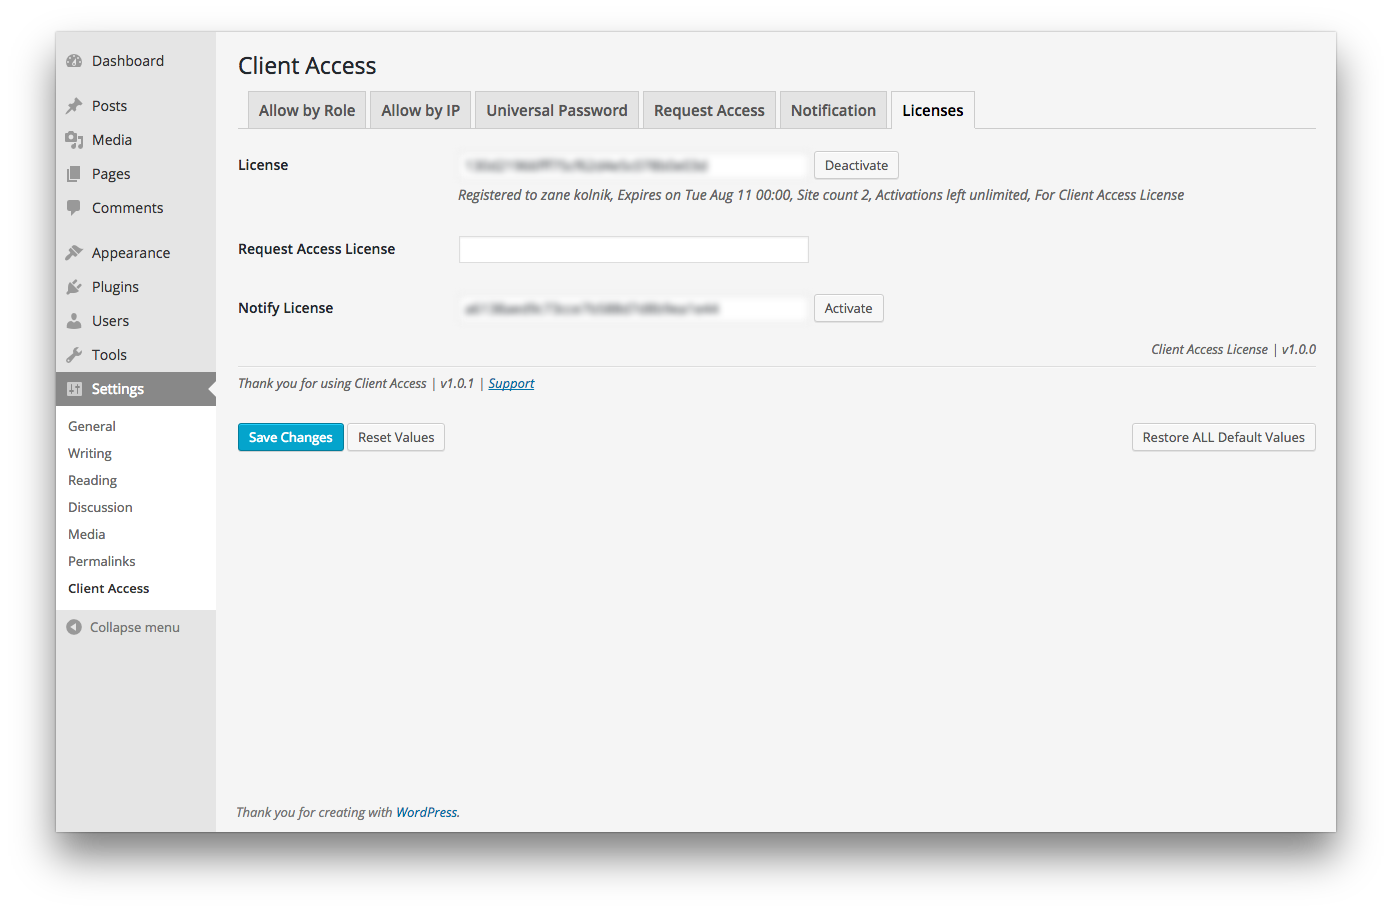 Dashboard
Posts
Media
Pages
Comments
Appearance
Plugins
Users
Tools
Settings
General
Writing
Reading
Discussion
Media
Permalinks
Client Access
Collapse menu
Client Access
Allow by Role Allow by IP Universal Password Request Access Notification Licenses
License Deactivate
Registered to zane kolnik, Expires on Tue Aug 11 00:00, Site count 2, Activations left unlimited, For Client Access License
Request Access License
Notify License Activate
Client Access License | v1.0.0
Thank you for using Client Access | v1.0.1 | Support
Save Changes Reset Values Restore ALL Default Values
Thank you for creating with WordPress.